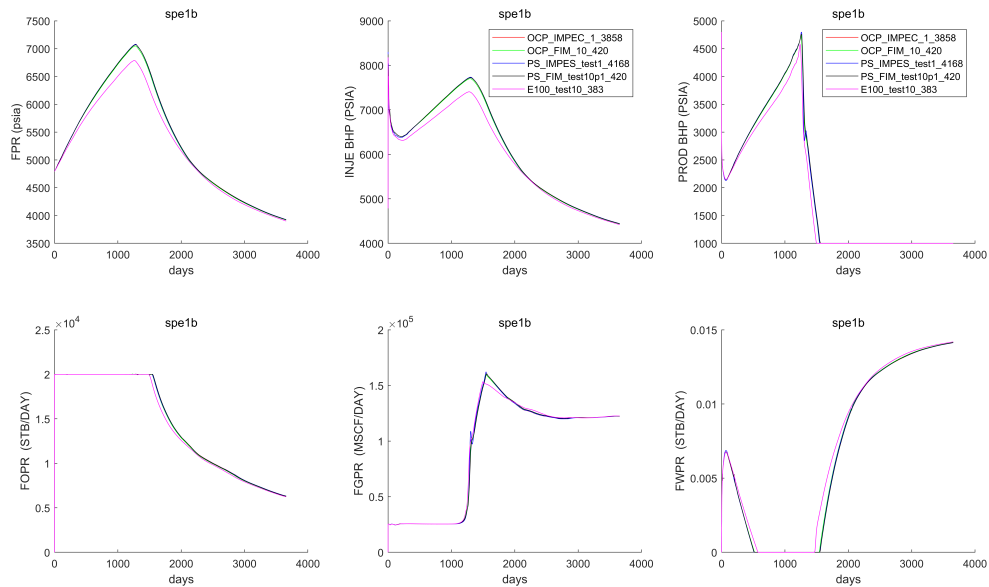 spe1b
FPR (psia)
7500
7000
6500
6000
5500
5000
4500
4000
3500
0
1000
2000
3000
4000
days
spe1b
INJE BHP (PSIA)
9000
8000
7000
6000
5000
4000
0
1000
2000
3000
4000
days
OCP_IMPEC_1_3858
OCP_FIM_10_420
PS_IMPES_test1_4168
PS_FIM_test10p1_420
E100_test10_383
spe1b
PROD BHP (PSIA)
5000
4500
4000
3500
3000
2500
2000
1500
1000
0
1000
2000
3000
4000
days
OCP_IMPEC_1_3858
OCP_FIM_10_420
PS_IMPES_test1_4168
PS_FIM_test10p1_420
E100_test10_383
spe1b
×10⁴
FOPR (STB/DAY)
2.5
2
1.5
1
0.5
0
0
1000
2000
3000
4000
days
spe1b
×10⁵
FGPR (MSCF/DAY)
2
1.5
1
0.5
0
0
1000
2000
3000
4000
days
spe1b
FWPR (STB/DAY)
0.015
0.01
0.005
0
0
1000
2000
3000
4000
days